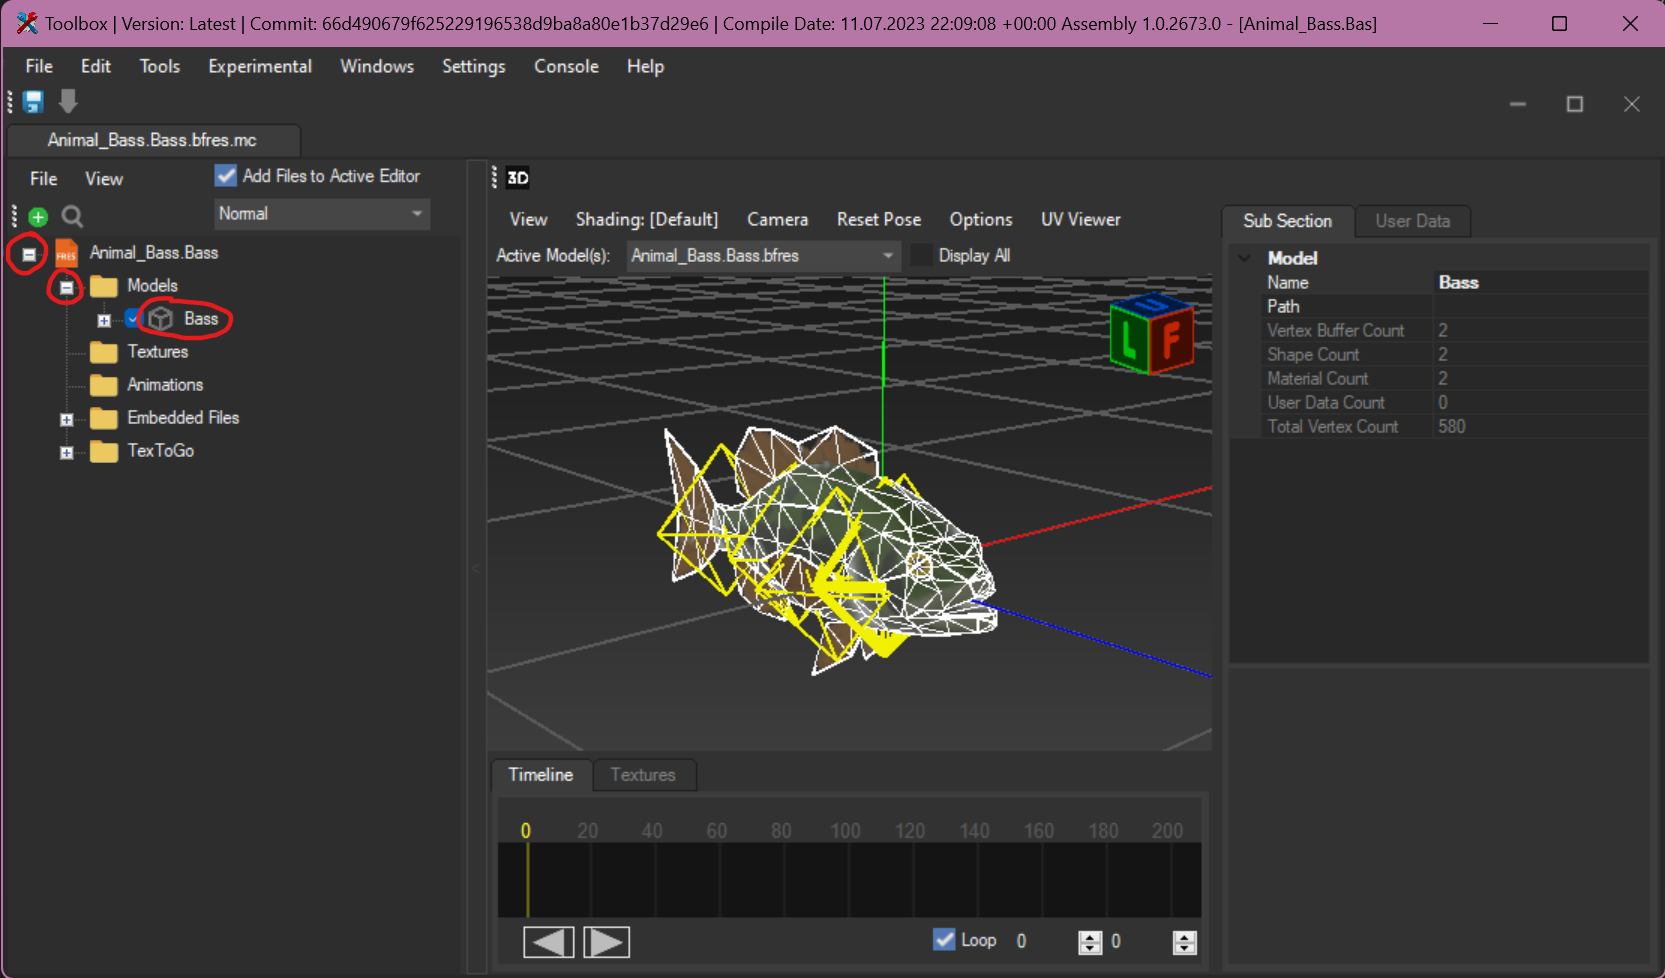 Toolbox | Version: Latest | Commit: 66d490679f625229196538d9ba8a80e1b37d29e6 | Compile Date: 11.07.2023 22:09:08 +00:00 Assembly 1.0.2673.0 - [Animal_Bass.Bas]
File Edit Tools Experimental Windows Settings Console Help
Animal_Bass.Bass.bfres.mc
File View Add Files to Active Editor
Normal
FRES Animal_Bass.Bass
Models
Bass
Textures
Animations
Embedded Files
TexToGo
3D
View Shading: [Default] Camera Reset Pose Options UV Viewer
Active Model(s): Animal_Bass.Bass.bfres Display All
U
L F
Timeline Textures
0 20 40 60 80 100 120 140 160 180 200
Loop 0 0
Sub Section User Data
Model
Name Bass
Path
Vertex Buffer Count 2
Shape Count 2
Material Count 2
User Data Count 0
Total Vertex Count 580